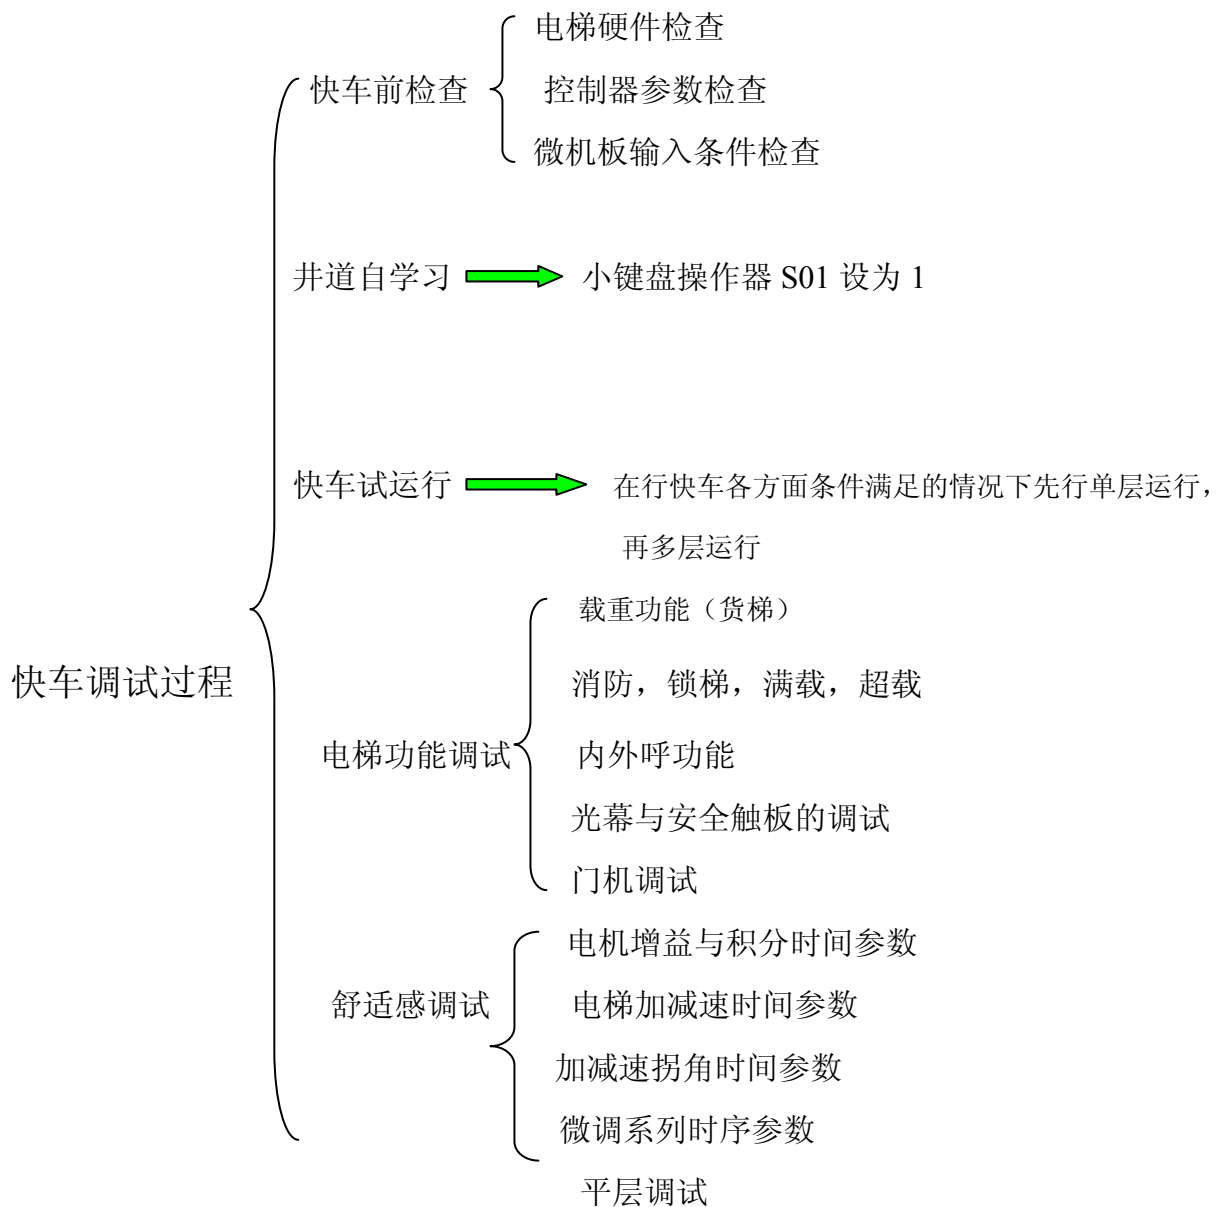 电梯硬件检查
快车前检查
控制器参数检查
微机板输入条件检查
井道自学习
小键盘操作器 S01 设为 1
快车试运行
在行快车各方面条件满足的情况下先行单层运行，
再多层运行
载重功能（货梯）
快车调试过程
消防，锁梯，满载，超载
电梯功能调试
内外呼功能
光幕与安全触板的调试
门机调试
电机增益与积分时间参数
舒适感调试
电梯加减速时间参数
加减速拐角时间参数
微调系列时序参数
平层调试